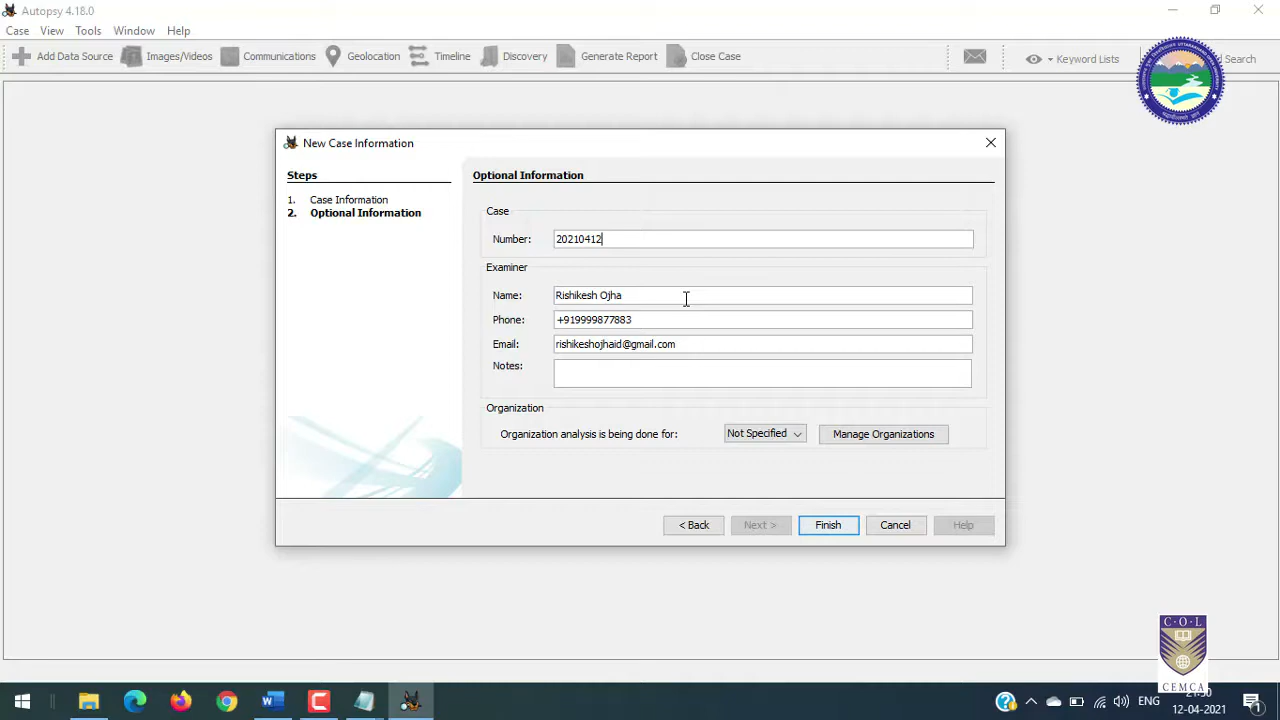 Autopsy 4.18.0
Case View Tools Window Help
Add Data Source Images/Videos Communications Geolocation Timeline Discovery Generate Report Close Case Keyword Lists Search
New Case Information
Steps
1. Case Information
2. Optional Information
Optional Information
Case
Number: 20210412
Examiner
Name: Rishikesh Ojha
Phone: +919999877883
Email: rishikeshojhaid@gmail.com
Notes:
Organization
Organization analysis is being done for: Not Specified Manage Organizations
< Back Next > Finish Cancel Help
C·O·L
CEMCA
ENG
12-04-2021
1